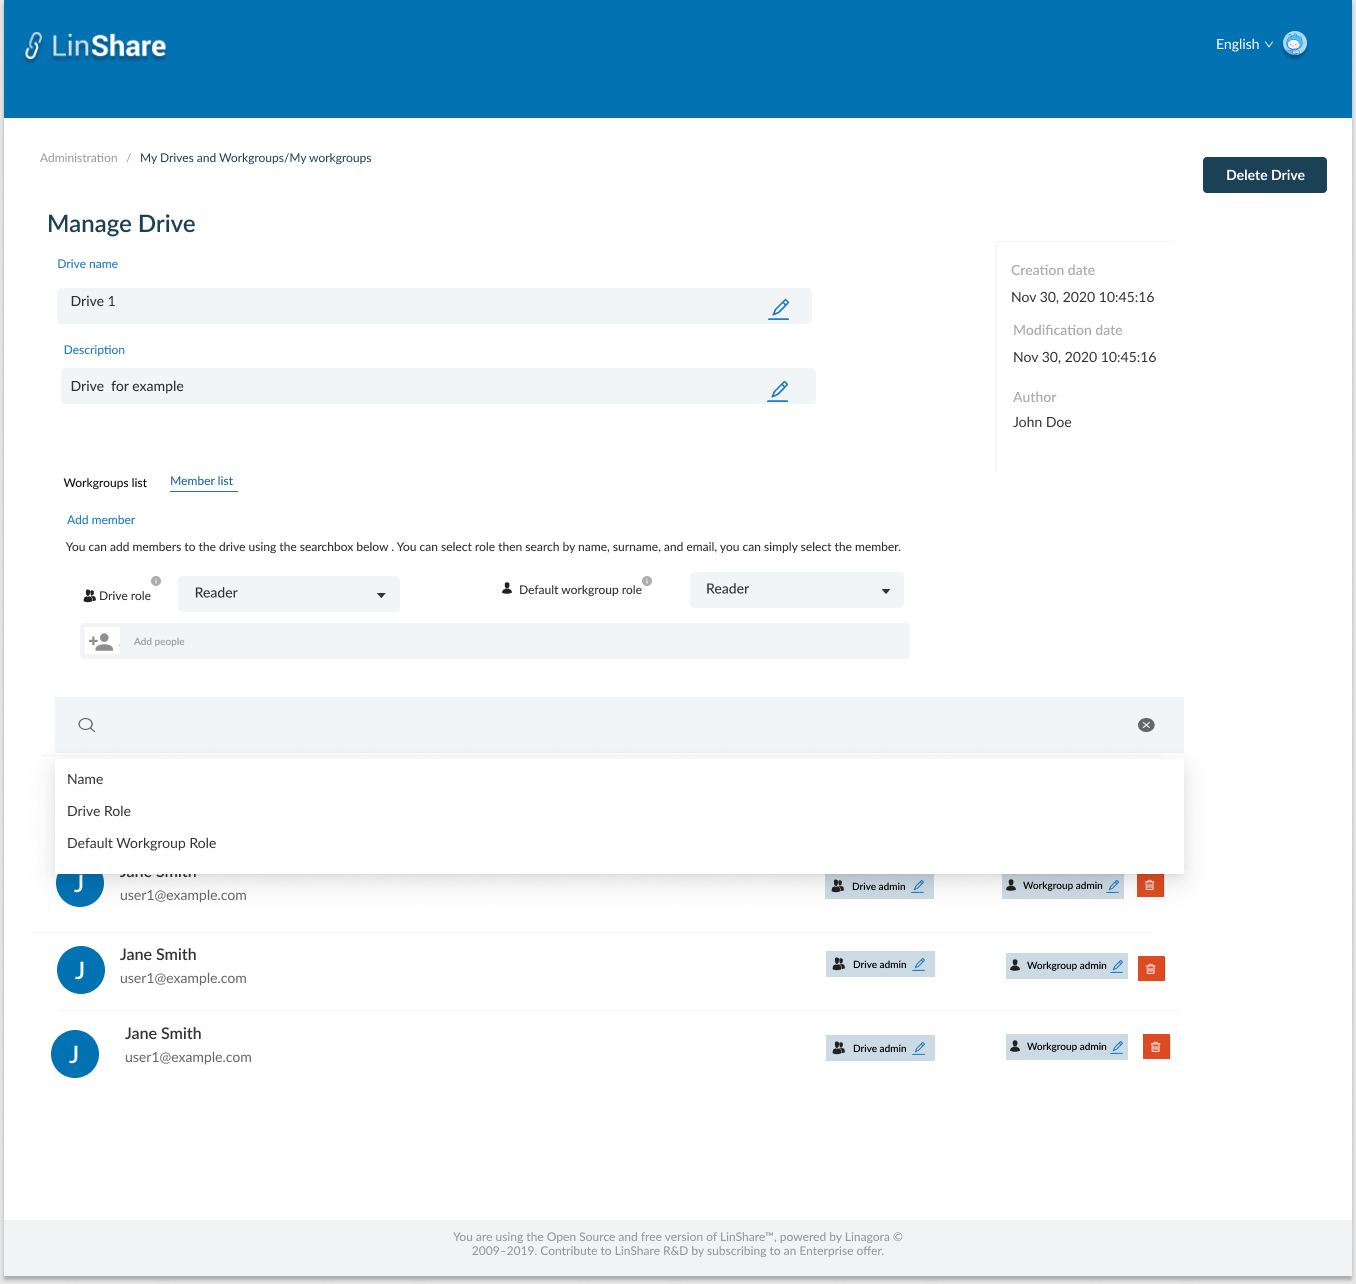 LinShare
English
Administration / My Drives and Workgroups/My workgroups
Delete Drive
Manage Drive
Drive name
Drive 1
Description
Drive  for example
Creation date
Nov 30, 2020 10:45:16
Modification date
Nov 30, 2020 10:45:16
Author
John Doe
Workgroups list Member list
Add member
You can add members to the drive using the searchbox below . You can select role then search by name, surname, and email, you can simply select the member.
Drive role Reader Default workgroup role Reader
Add people
Name
Drive Role
Default Workgroup Role
J Jane Smith
user1@example.com Drive admin Workgroup admin
J Jane Smith
user1@example.com Drive admin Workgroup admin
J Jane Smith
user1@example.com Drive admin Workgroup admin
You are using the Open Source and free version of LinShare™, powered by Linagora ©
2009–2019. Contribute to LinShare R&D by subscribing to an Enterprise offer.